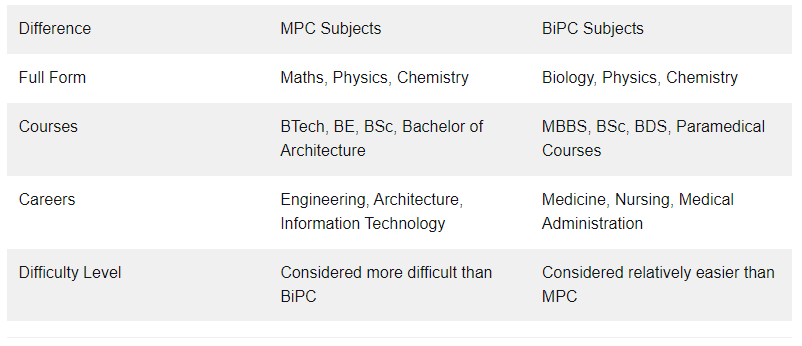 Difference MPC Subjects BiPC Subjects
Full Form Maths, Physics, Chemistry Biology, Physics, Chemistry
Courses BTech, BE, BSc, Bachelor of Architecture MBBS, BSc, BDS, Paramedical Courses
Careers Engineering, Architecture, Information Technology Medicine, Nursing, Medical Administration
Difficulty Level Considered more difficult than BiPC Considered relatively easier than MPC